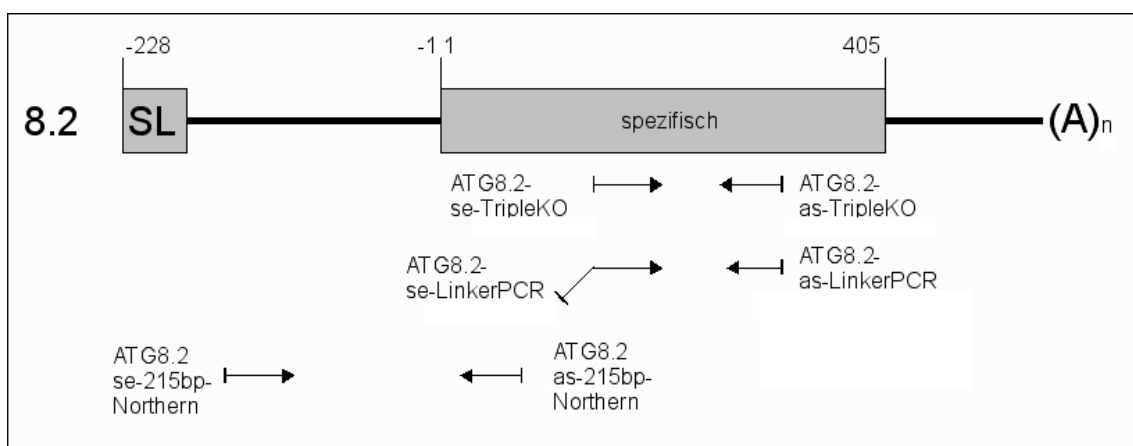 -228
-1 1
405
8.2
SL
spezifisch
(A)n
ATG8.2-
se-TripleKO
ATG8.2-
as-TripleKO
ATG8.2-
se-LinkerPCR
ATG8.2-
as-LinkerPCR
ATG8.2
se-215bp-
Northern
ATG8.2
as-215bp-
Northern